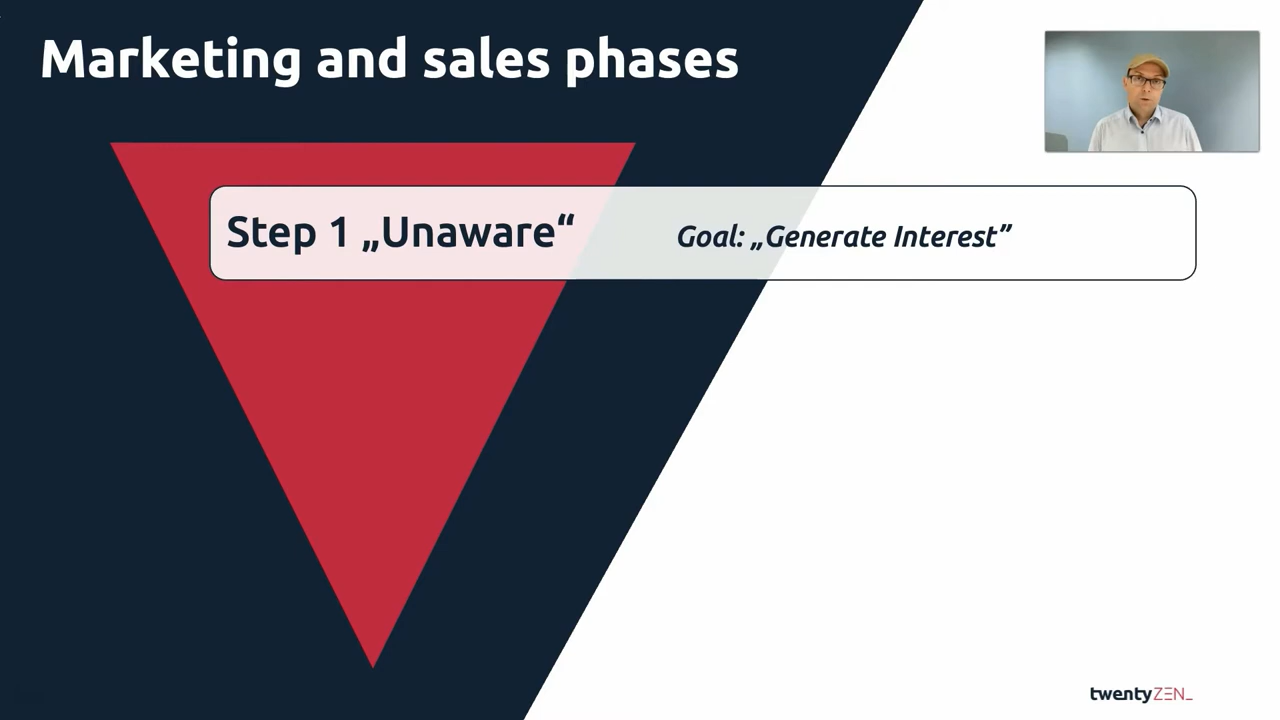 Marketing and sales phases
Step 1 „Unaware“ Goal: „Generate Interest”
twentyZEN_